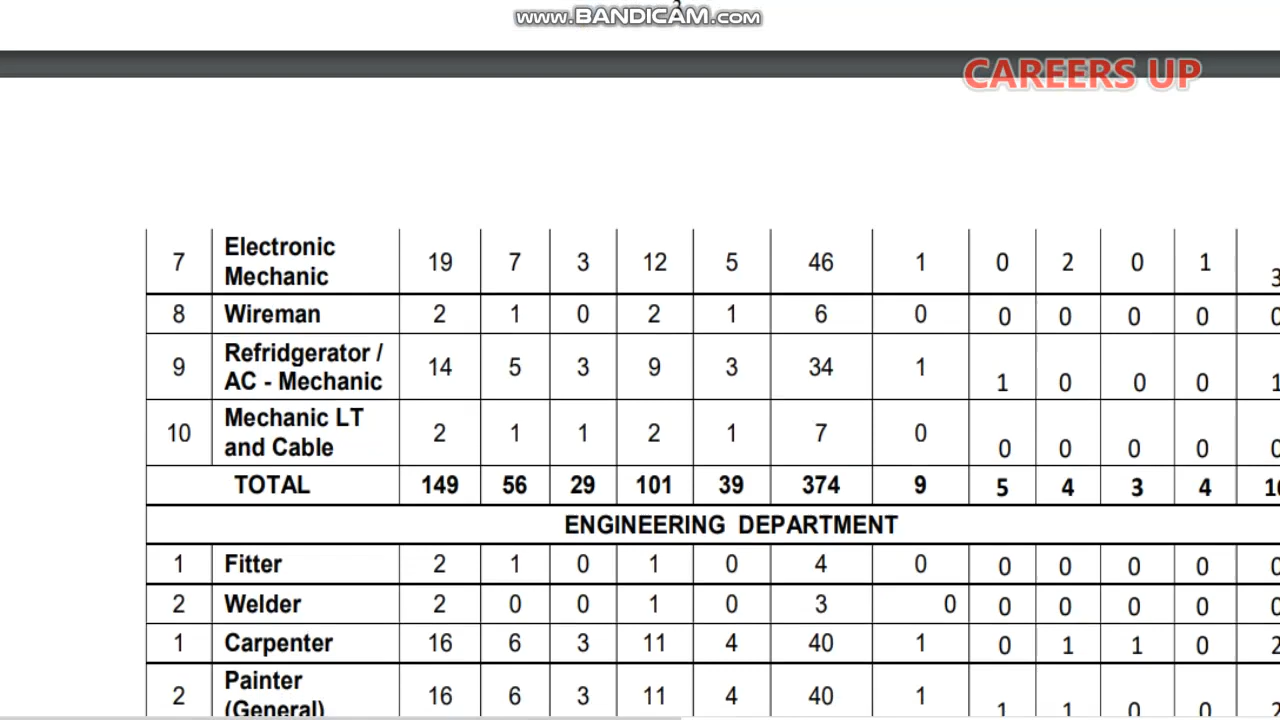 www.BANDICAM.com
CAREERS UP
7 Electronic Mechanic 19 7 3 12 5 46 1 0 2 0 1 3
8 Wireman 2 1 0 2 1 6 0 0 0 0 0 0
9 Refridgerator / AC - Mechanic 14 5 3 9 3 34 1 1 0 0 0 1
10 Mechanic LT and Cable 2 1 1 2 1 7 0 0 0 0 0 0
TOTAL 149 56 29 101 39 374 9 5 4 3 4
ENGINEERING DEPARTMENT
1 Fitter 2 1 0 1 0 4 0 0 0 0 0 0
2 Welder 2 0 0 1 0 3 0 0 0 0 0 0
1 Carpenter 16 6 3 11 4 40 1 0 1 1 0 2
2 Painter (General) 16 6 3 11 4 40 1 1 1 0 0 2